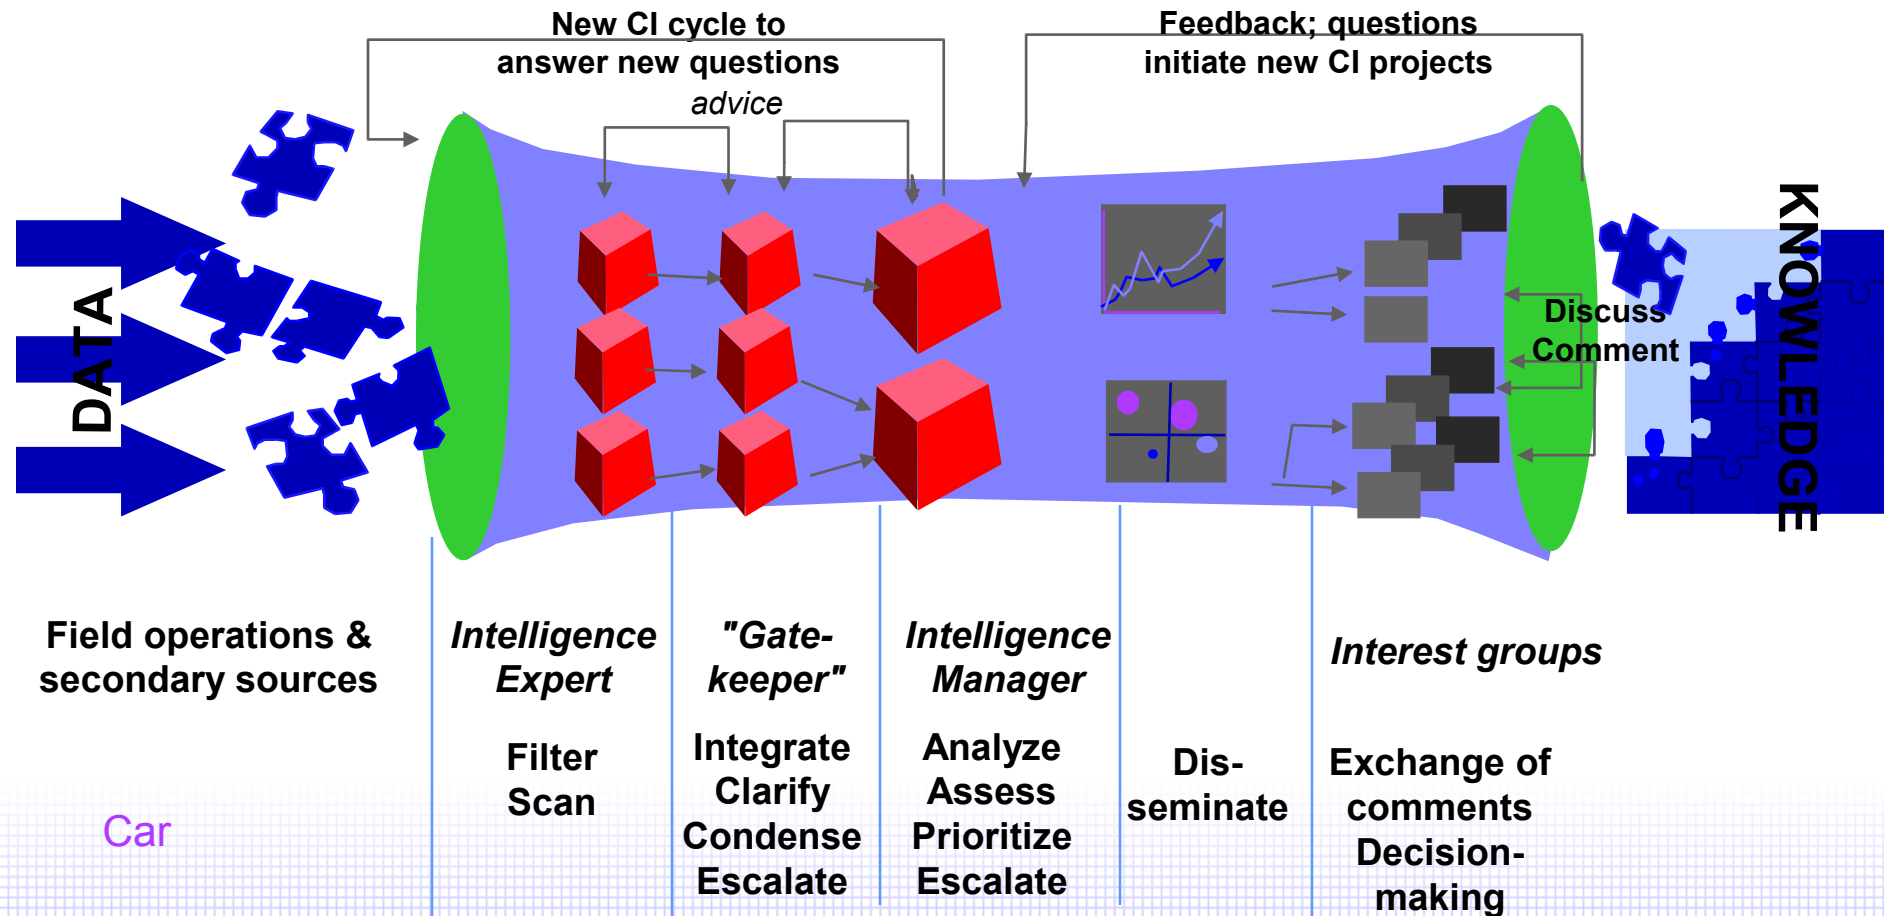 New CI cycle to
answer new questions
advice
Feedback; questions
initiate new CI projects
DATA
Discuss
Comment
KNOWLEDGE
Field operations &
secondary sources
Intelligence
Expert
"Gate-
keeper"
Intelligence
Manager
Interest groups
Filter
Scan
Integrate
Clarify
Condense
Escalate
Analyze
Assess
Prioritize
Escalate
Dis-
seminate
Exchange of
comments
Decision-
making
Car